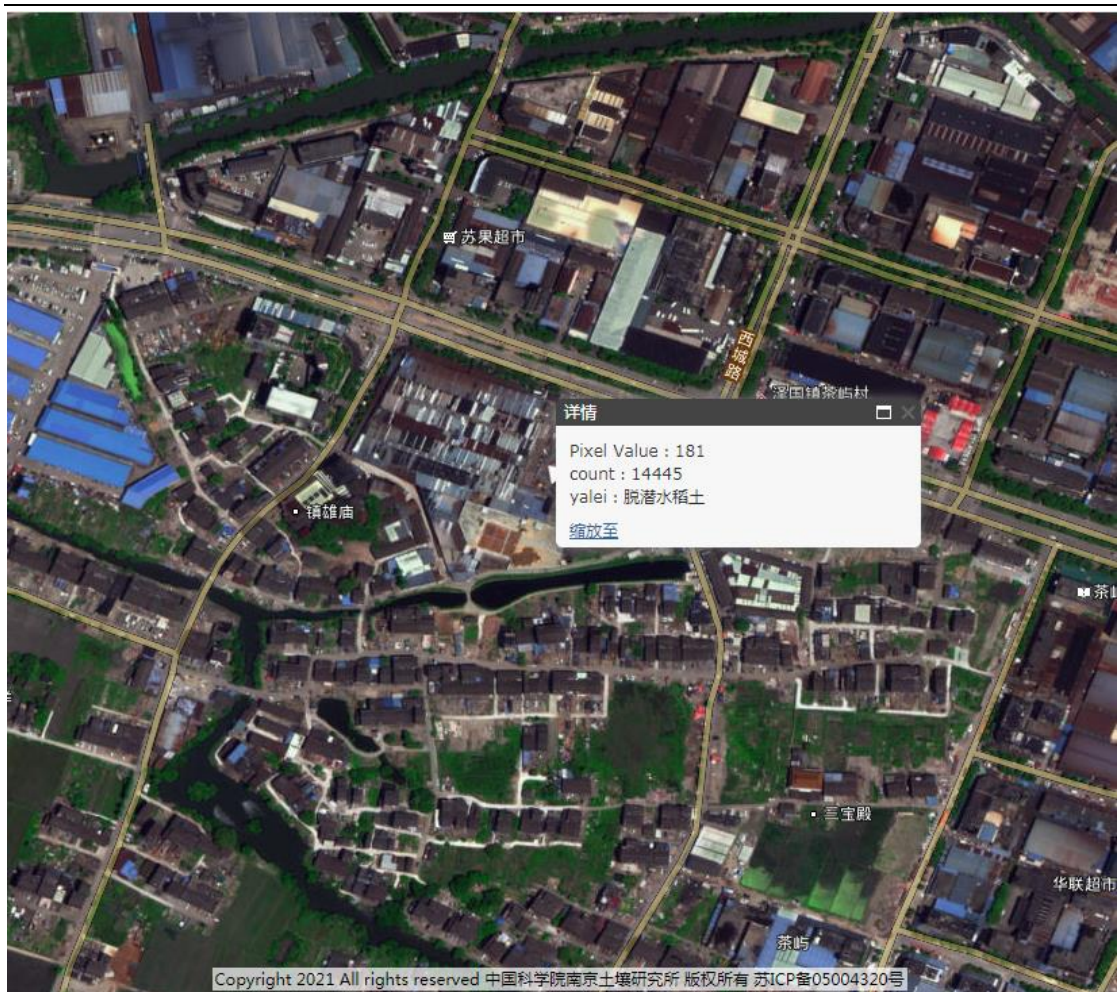 苏果超市
西城路
泽国镇茶屿村
详情
Pixel Value : 181
count : 14445
yalei : 脱潜水稻土
缩放至
镇雄庙
三宝殿
华联超市
茶屿
Copyright 2021 All rights reserved 中国科学院南京土壤研究所 版权所有 苏ICP备05004320号